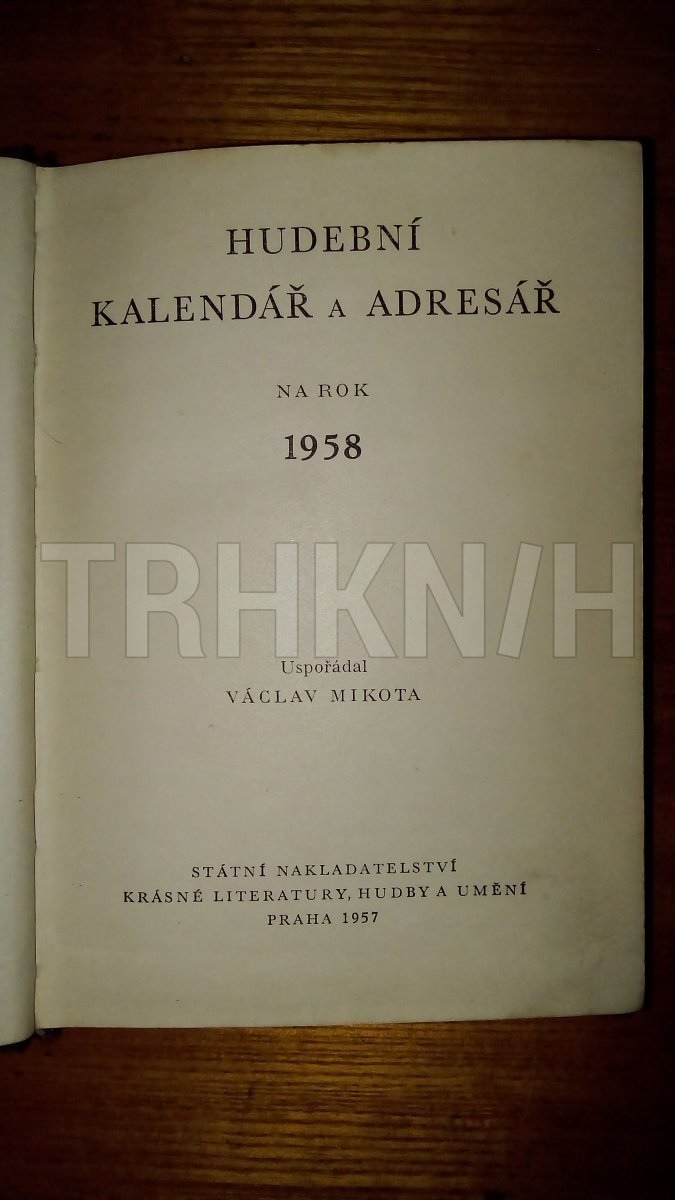 HUDEBNÍ
KALENDÁŘ A ADRESÁŘ
NA ROK
1958
TRHKNIH
Uspořádal
VÁCLAV MIKOTA
STÁTNÍ NAKLADATELSTVÍ
KRÁSNÉ LITERATURY, HUDBY A UMĚNÍ
PRAHA 1957